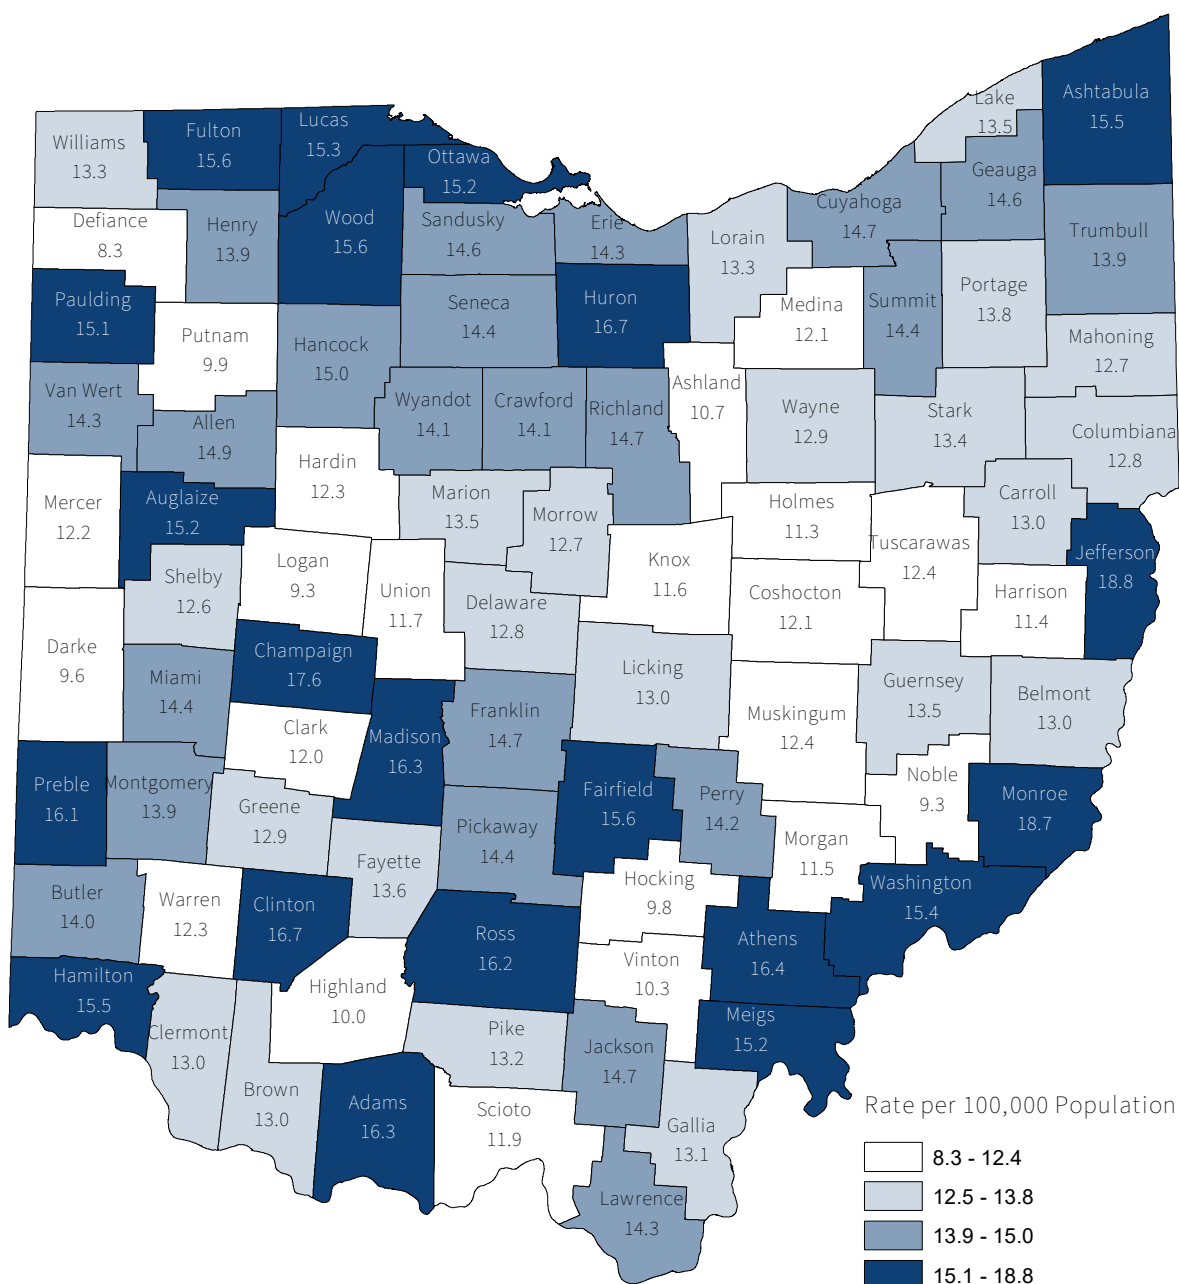 Ashtabula
15.5
Lake
13.5
Geauga
14.6
Williams
13.3
Fulton
15.6
Lucas
15.3
Ottawa
15.2
Defiance
8.3
Henry
13.9
Wood
15.6
Sandusky
14.6
Erie
14.3
Lorain
13.3
Cuyahoga
14.7
Trumbull
13.9
Paulding
15.1
Putnam
9.9
Hancock
15.0
Seneca
14.4
Huron
16.7
Medina
12.1
Summit
14.4
Portage
13.8
Mahoning
12.7
Van Wert
14.3
Allen
14.9
Wyandot
14.1
Crawford
14.1
Richland
14.7
Ashland
10.7
Wayne
12.9
Stark
13.4
Columbiana
12.8
Mercer
12.2
Auglaize
15.2
Hardin
12.3
Marion
13.5
Morrow
12.7
Holmes
11.3
Carroll
13.0
Tuscarawas
12.4
Jefferson
18.8
Shelby
12.6
Logan
9.3
Union
11.7
Delaware
12.8
Knox
11.6
Coshocton
12.1
Harrison
11.4
Darke
9.6
Miami
14.4
Champaign
17.6
Licking
13.0
Guernsey
13.5
Belmont
13.0
Clark
12.0
Madison
16.3
Franklin
14.7
Muskingum
12.4
Noble
9.3
Monroe
18.7
Preble
16.1
Montgomery
13.9
Greene
12.9
Fayette
13.6
Pickaway
14.4
Fairfield
15.6
Perry
14.2
Morgan
11.5
Washington
15.4
Butler
14.0
Warren
12.3
Clinton
16.7
Ross
16.2
Hocking
9.8
Athens
16.4
Hamilton
15.5
Clermont
13.0
Highland
10.0
Vinton
10.3
Meigs
15.2
Brown
13.0
Adams
16.3
Pike
13.2
Jackson
14.7
Scioto
11.9
Gallia
13.1
Lawrence
14.3
Rate per 100,000 Population
8.3 - 12.4
12.5 - 13.8
13.9 - 15.0
15.1 - 18.8